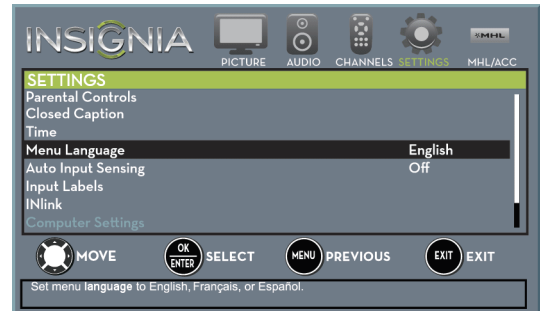 INSIGNIA
PICTURE AUDIO CHANNELS SETTINGS MHL/ACC
MHL
SETTINGS
Parental Controls
Closed Caption
Time
Menu Language English
Auto Input Sensing Off
Input Labels
INlink
Computer Settings
MOVE OK ENTER SELECT MENU PREVIOUS EXIT EXIT
Set menu language to English, Français, or Español.